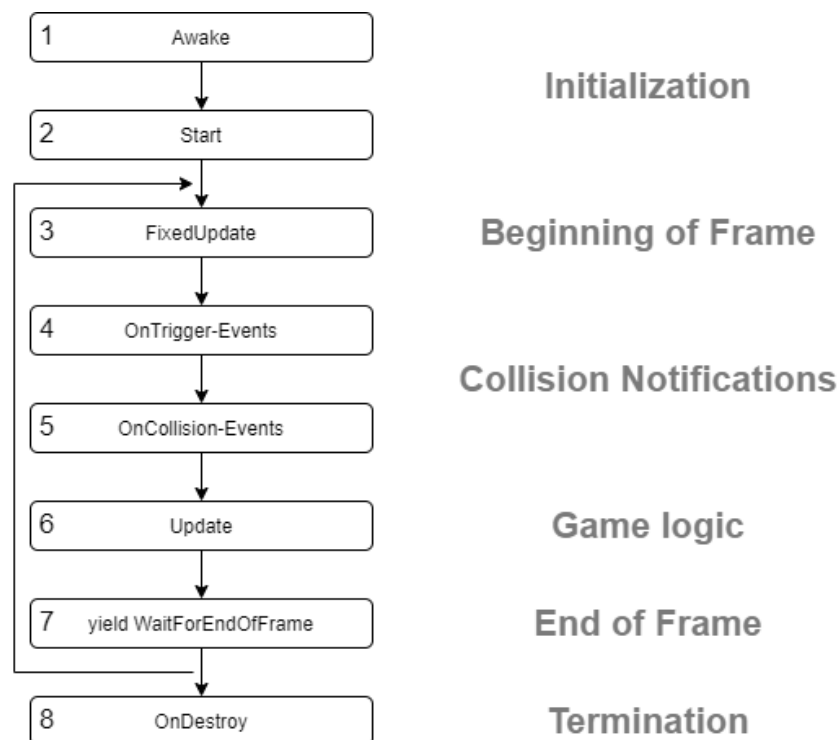 1 Awake
Initialization
2 Start
3 FixedUpdate
Beginning of Frame
4 OnTrigger-Events
Collision Notifications
5 OnCollision-Events
6 Update
Game logic
7 yield WaitForEndOfFrame
End of Frame
8 OnDestroy
Termination